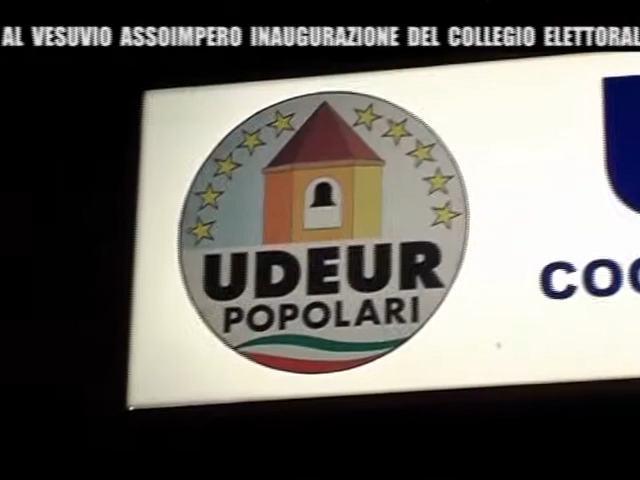 AL VESUVIO ASSOIMPERO INAUGURAZIONE DEL COLLEGIO ELETTORAL
UDEUR
POPOLARI
COO